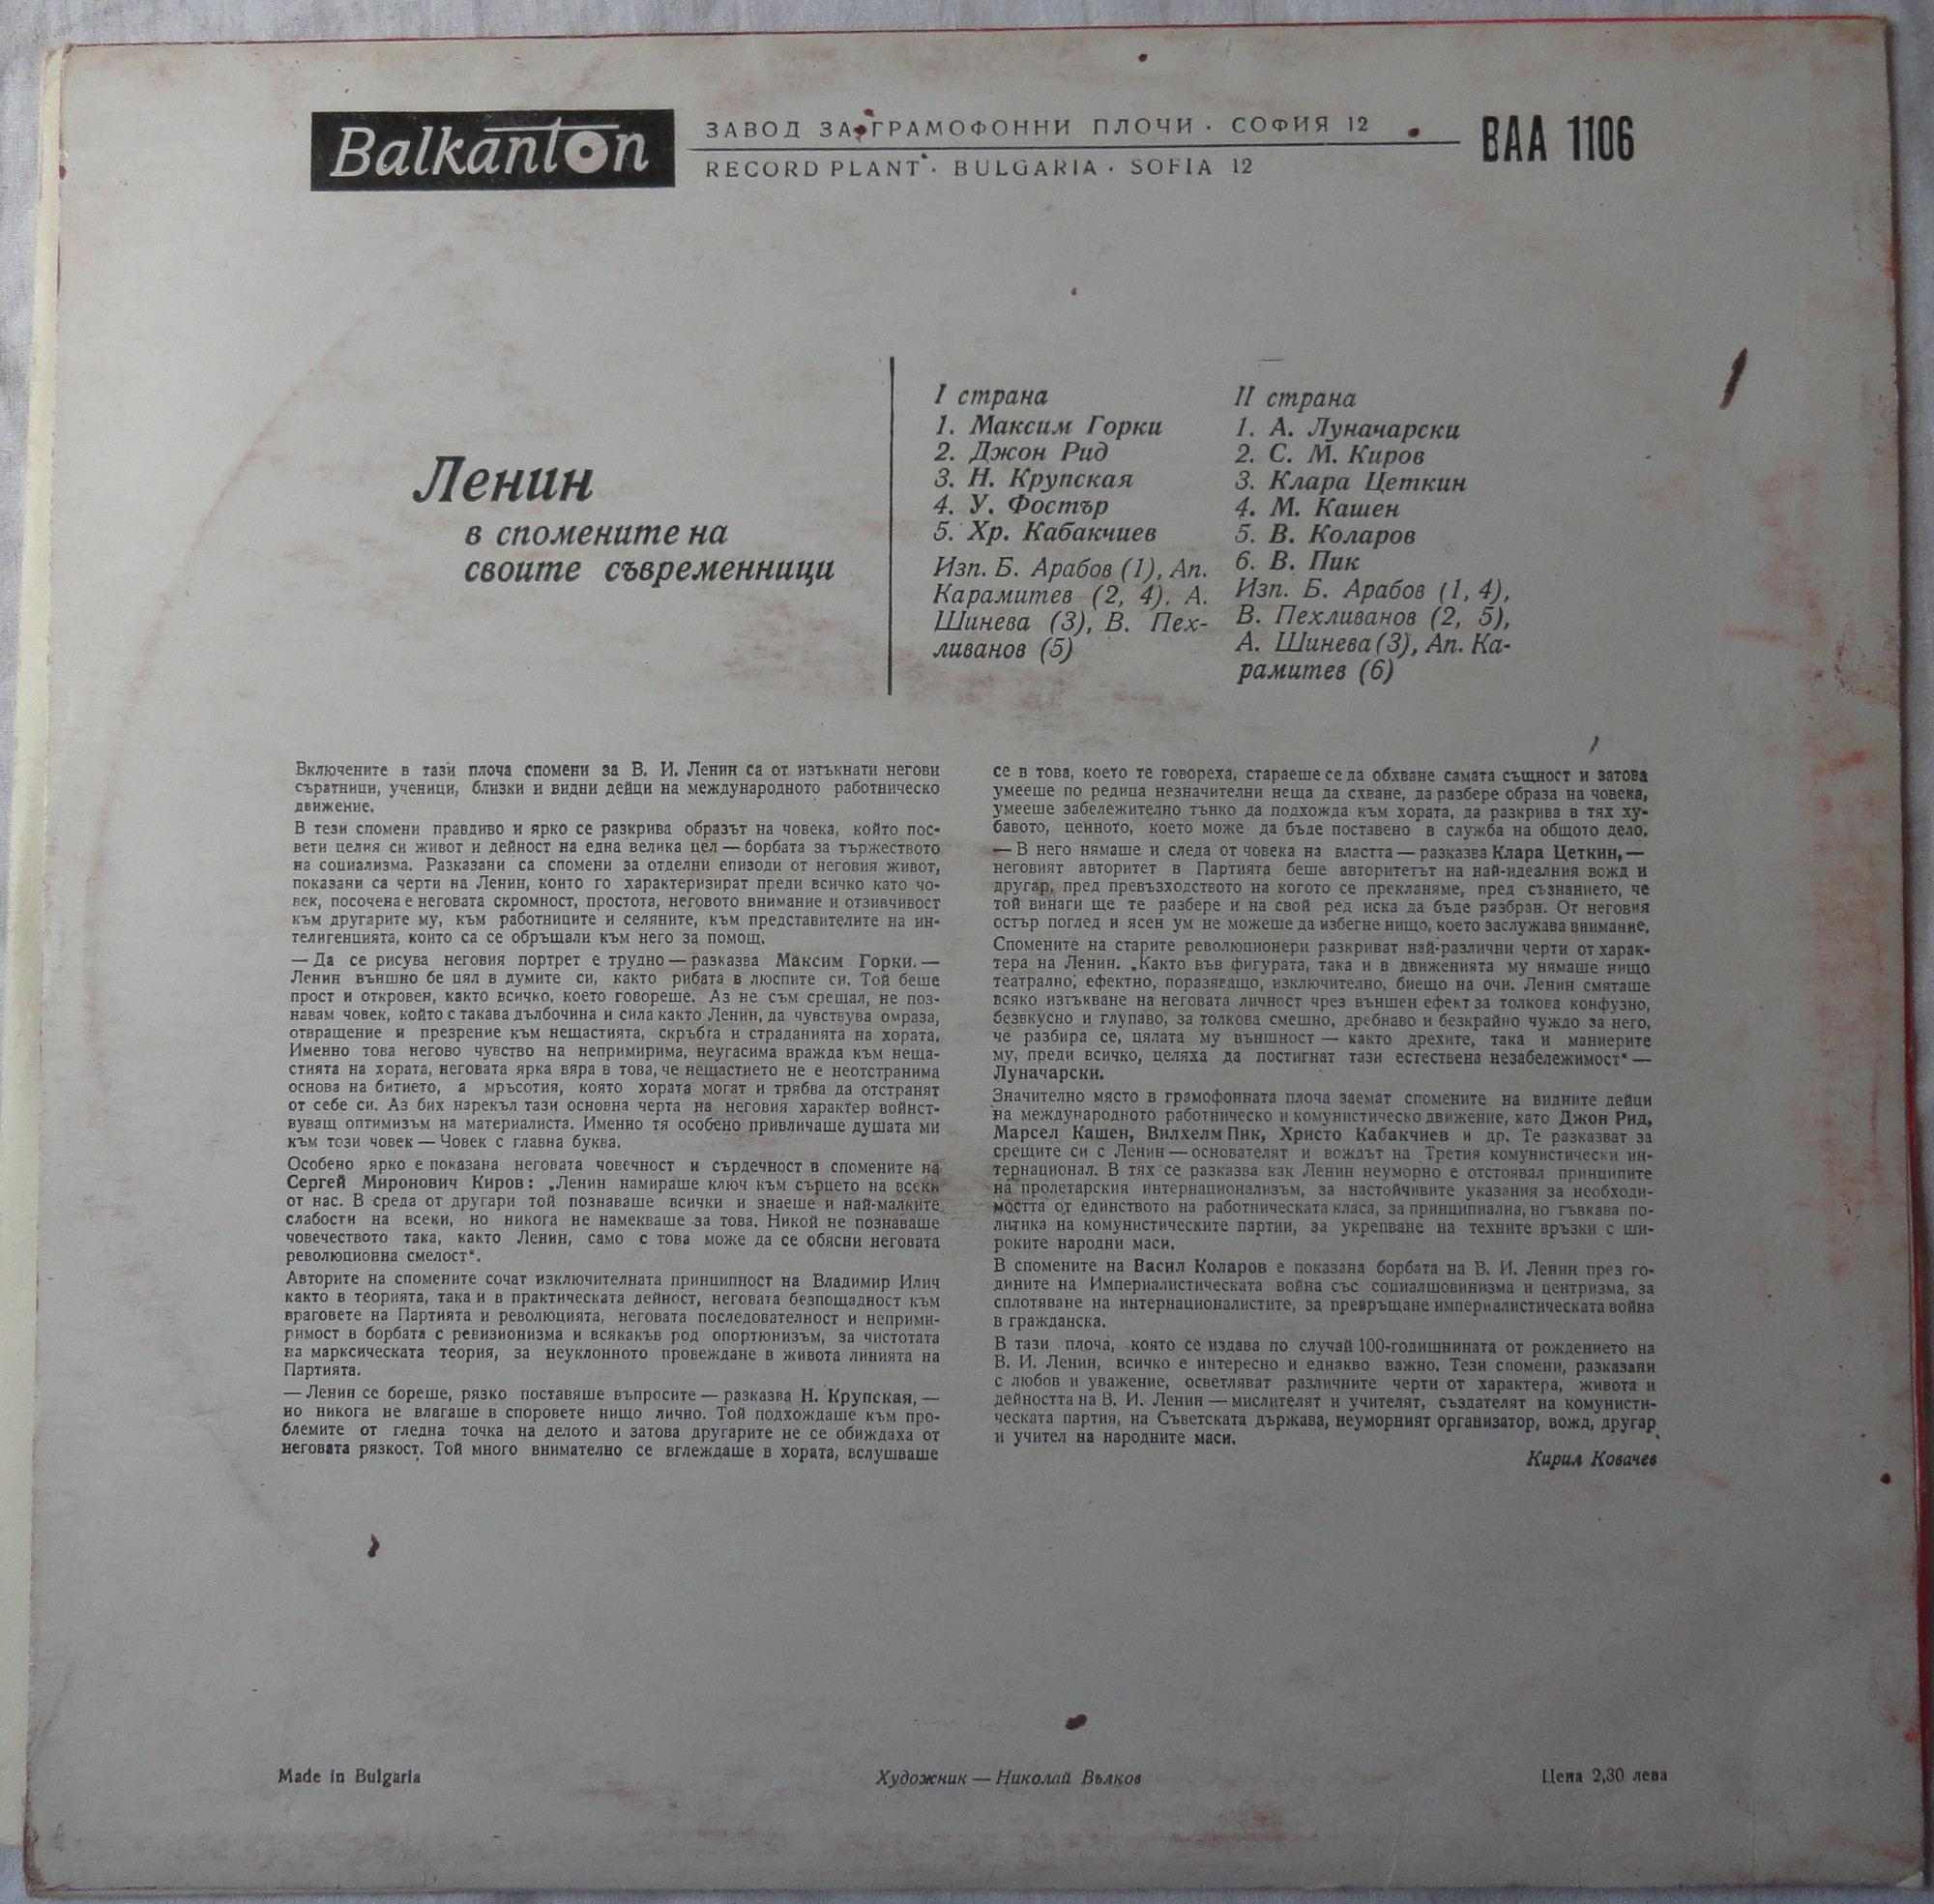 Balkanton
ЗАВОД ЗА ГРАМОФОННИ ПЛОЧИ · СОФИЯ 12
RECORD PLANT · BULGARIA · SOFIA 12
ВАА 1106
Ленин
в спомените на
своите съвременници
I страна
1. Максим Горки
2. Джон Рид
3. Н. Крупская
4. У. Фостър
5. Хр. Кабакчиев
Изп. Б. Арабов (1), Ап.
Карамитев (2, 4), А.
Шинева (3), В. Пех-
ливанов (5)
II страна
1. А. Луначарски
2. С. М. Киров
3. Клара Цеткин
4. М. Кашен
5. В. Коларов
6. В. Пик
Изп. Б. Арабов (1, 4),
В. Пехливанов (2, 5),
А. Шинева (3), Ап. Ка-
рамитев (6)
Включените в тази плоча спомени за В. И. Ленин са от изтъкнати негови
съратници, ученици, близки и видни дейци на международното работническо
движение.
В тези спомени правдиво и ярко се разкрива образът на човека, който пос-
вети целия си живот и дейност на една велика цел — борбата за тържеството
на социализма. Разказани са спомени за отделни епизоди от неговия живот,
показани са черти на Ленин, които го характеризират преди всичко като чо-
век, посочена е неговата скромност, простота, неговото внимание и отзивчивост
към другарите му, към работниците и селяните, към представителите на ин-
телигенцията, които са се обръщали към него за помощ.
— Да се рисува неговия портрет е трудно — разказва Максим Горки. —
Ленин външно бе цял в думите си, както рибата в люспите си. Той беше
прост и откровен, както всичко, което говореше. Аз не съм срещал, не поз-
навам човек, който с такава дълбочина и сила както Ленин, да чувствува омраза,
отвращение и презрение към нещастията, скръбта и страданията на хората.
Именно това негово чувство на непримирима, неугасима вражда към неща-
стията на хората, неговата ярка вяра в това, че нещастието не е неотстранима
основа на битието, а мръсотия, която хората могат и трябва да отстранят
от себе си. Аз бих нарекъл тази основна черта на неговия характер войнст-
вуващ оптимизъм на материалиста. Именно тя особено привличаше душата ми
към този човек — Човек с главна буква.
Особено ярко е показана неговата човечност и сърдечност в спомените на
Сергей Миронович Киров: „Ленин намираше ключ към сърцето на всеки
от нас. В среда от другари той познаваше всички и знаеше и най-малките
слабости на всеки, но никога не намекваше за това. Никой не познаваше
човечеството така, както Ленин, само с това може да се обясни неговата
революционна смелост“.
Авторите на спомените сочат изключителната принципност на Владимир Илич
както в теорията, така и в практическата дейност, неговата безпощадност към
враговете на Партията и революцията, неговата последователност и неприми-
римост в борбата с ревизионизма и всякакъв род опортюнизъм, за чистотата
на марксическата теория, за неуклонното провеждане в живота линията на
Партията.
— Ленин се бореше, рязко поставяше въпросите — разказва Н. Крупская, —
но никога не влагаше в споровете нищо лично. Той подхождаше към про-
блемите от гледна точка на делото и затова другарите не се обиждаха от
неговата рязкост. Той много внимателно се вглеждаше в хората, вслушваше
се в това, което те говореха, стараеше се да обхване самата същност и затова
умееше по редица незначителни неща да схване, да разбере образа на човека,
умееше забележително тънко да подхожда към хората, да разкрива в тях ху-
бавото, ценното, което може да бъде поставено в служба на общото дело.
— В него нямаше и следа от човека на властта — разказва Клара Цеткин, —
неговият авторитет в Партията беше авторитетът на най-идеалния вожд и
другар, пред превъзходството на когото се прекланяме, пред съзнанието, че
той винаги ще те разбере и на свой ред иска да бъде разбран. От неговия
остър поглед и ясен ум не можеше да избегне нищо, което заслужава внимание.
Спомените на старите революционери разкриват най-различни черти от харак-
тера на Ленин. „Както във фигурата, така и в движенията му нямаше нищо
театрално, ефектно, поразяващо, изключително, биещо на очи. Ленин смяташе
всяко изтъкване на неговата личност чрез външен ефект за толкова конфузно,
безвкусно и глупаво, за толкова смешно, дребнаво и безкрайно чуждо за него,
че разбира се, цялата му външност — както дрехите, така и маниерите
му, преди всичко, целяха да постигнат тази естествена незабележимост“ —
Луначарски.
Значително място в грамофонната плоча заемат спомените на видните дейци
на международното работническо и комунистическо движение, като Джон Рид,
Марсел Кашен, Вилхелм Пик, Христо Кабакчиев и др. Те разказват за
срещите си с Ленин — основателят и вождът на Третия комунистически ин-
тернационал. В тях се разказва как Ленин неуморно е отстоявал принципите
на пролетарския интернационализъм, за настойчивите указания за необходи-
мостта от единството на работническата класа, за принципиална, но гъвкава по-
литика на комунистическите партии, за укрепване на техните връзки с ши-
роките народни маси.
В спомените на Васил Коларов е показана борбата на В. И. Ленин през го-
дините на Империалистическата война със социалшовинизма и центризма, за
сплотяване на интернационалистите, за превръщане империалистическата война
в гражданска.
В тази плоча, която се издава по случай 100-годишнината от рождението на
В. И. Ленин, всичко е интересно и еднакво важно. Тези спомени, разказани
с любов и уважение, осветляват различните черти от характера, живота и
дейността на В. И. Ленин — мислителят и учителят, създателят на комунисти-
ческата партия, на Съветската държава, неуморният организатор, вожд, другар
и учител на народните маси.
Кирил Ковачев
Made in Bulgaria
Художник — Николай Вълков
Цена 2,30 лева